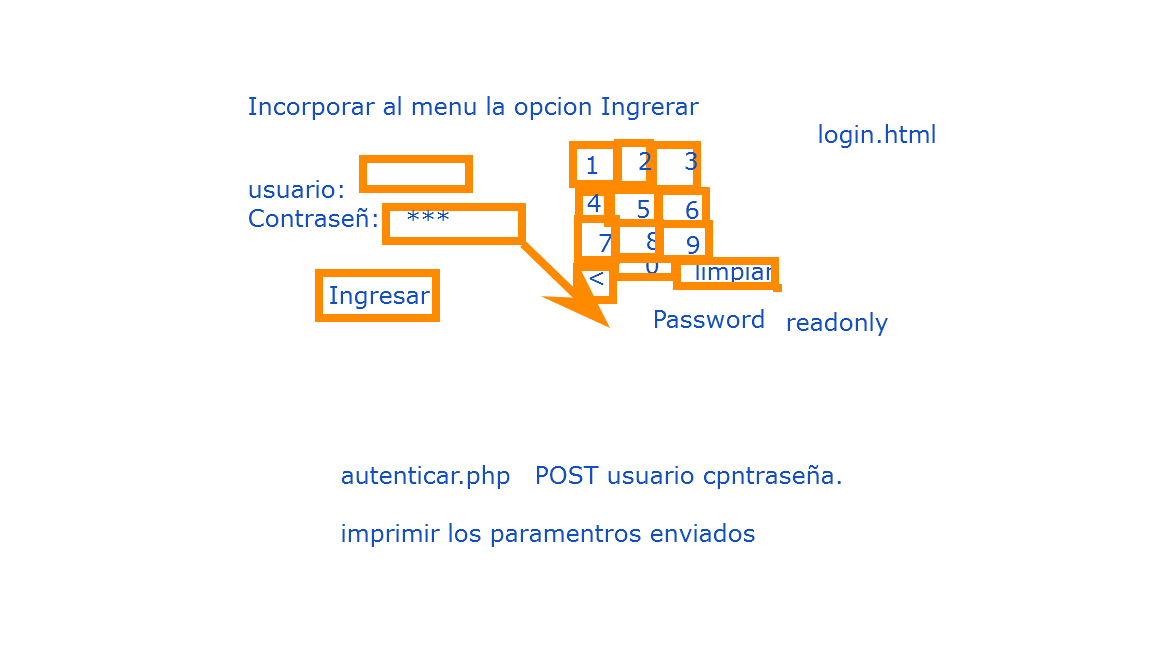 Incorporar al menu la opcion Ingrerar
login.html
1 2 3
usuario:
4 5 6
Contraseñ: ***
7 8 9
< 0 limpiar
Ingresar
Password readonly
autenticar.php POST usuario cpntraseña.
imprimir los paramentros enviados